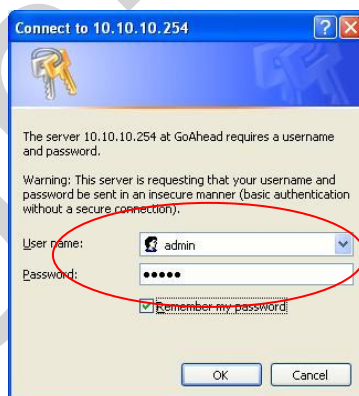 Connect to 10.10.10.254
The server 10.10.10.254 at GoAhead requires a username
and password.
Warning: This server is requesting that your username and
password be sent in an insecure manner (basic authentication
without a secure connection).
User name:
admin
Password:
•••••
Remember my password
OK
Cancel